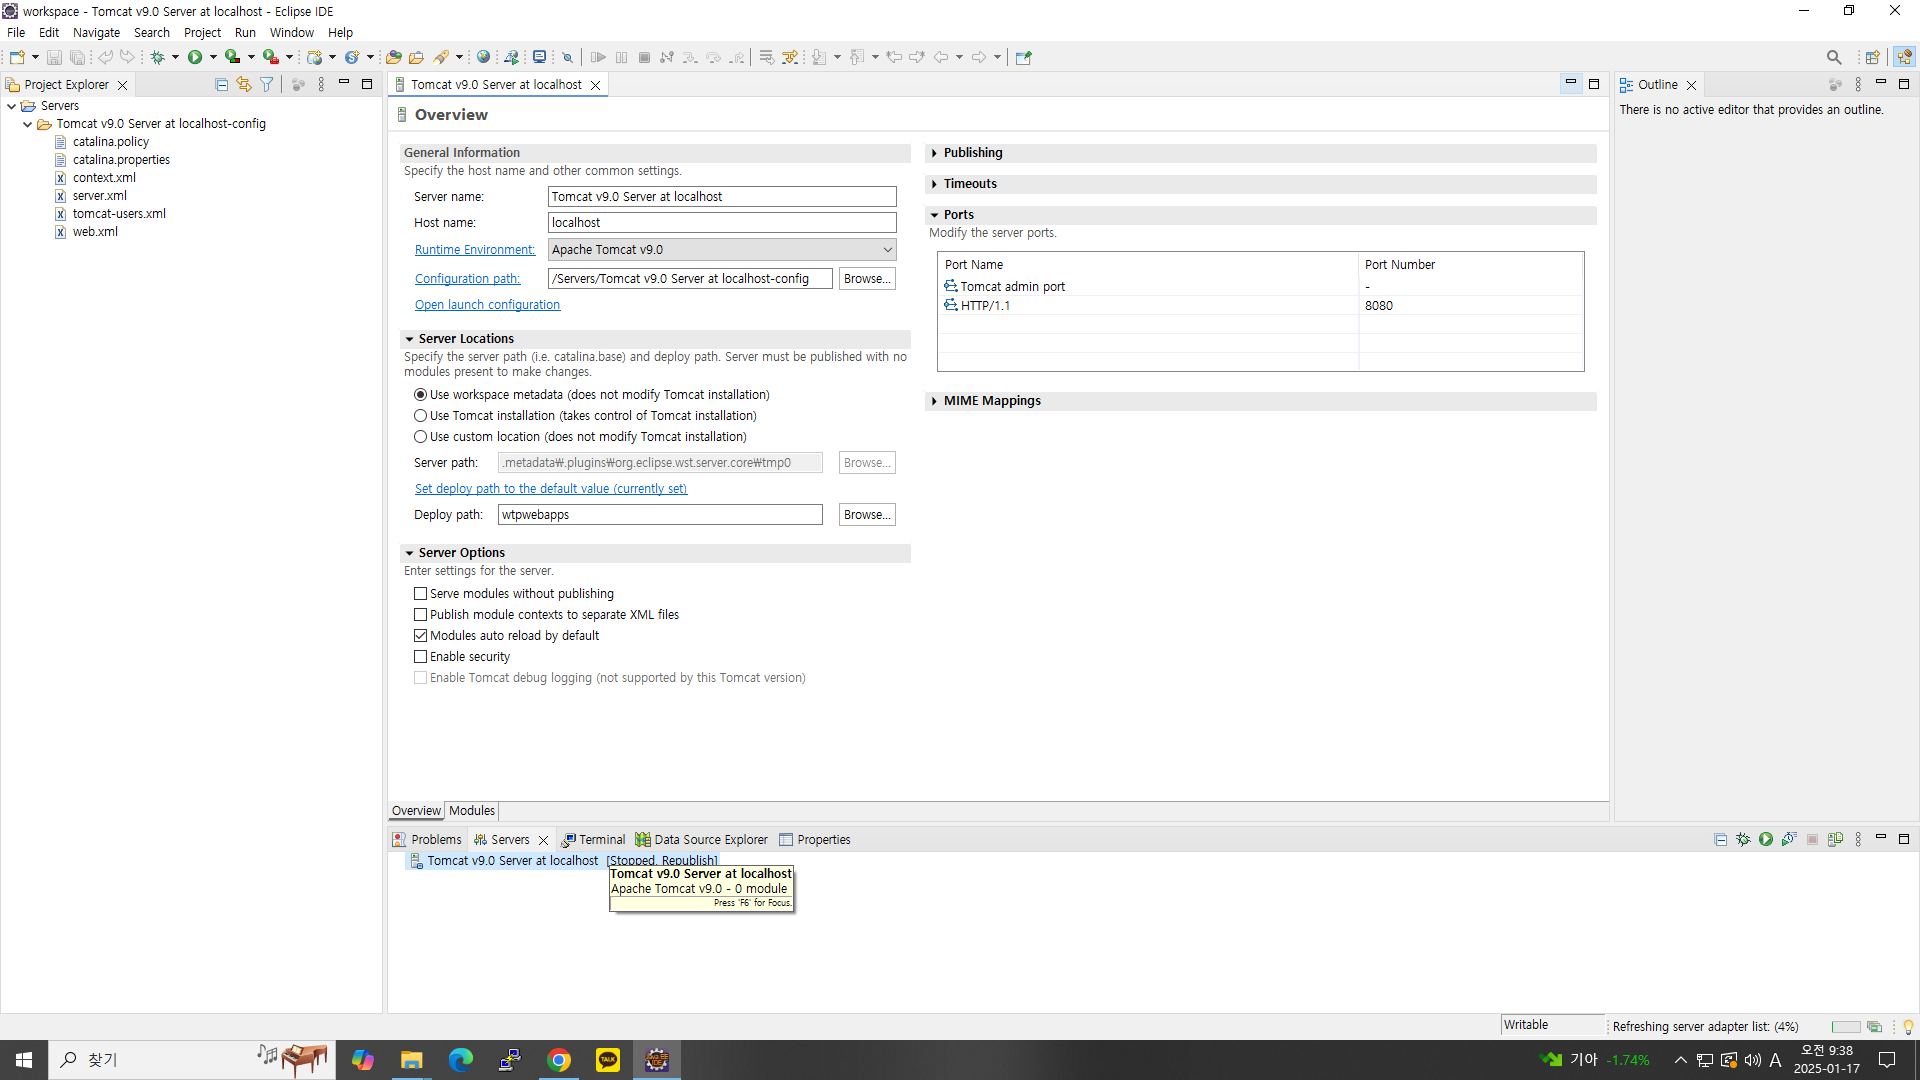 workspace - Tomcat v9.0 Server at localhost - Eclipse IDE
File Edit Navigate Search Project Run Window Help
Project Explorer
Servers
Tomcat v9.0 Server at localhost-config
catalina.policy
catalina.properties
context.xml
server.xml
tomcat-users.xml
web.xml
Tomcat v9.0 Server at localhost
Overview
General Information
Specify the host name and other common settings.
Server name: Tomcat v9.0 Server at localhost
Host name: localhost
Runtime Environment: Apache Tomcat v9.0
Configuration path: /Servers/Tomcat v9.0 Server at localhost-config Browse...
Open launch configuration
Server Locations
Specify the server path (i.e. catalina.base) and deploy path. Server must be published with no
modules present to make changes.
Use workspace metadata (does not modify Tomcat installation)
Use Tomcat installation (takes control of Tomcat installation)
Use custom location (does not modify Tomcat installation)
Server path: .metadata₩.plugins₩org.eclipse.wst.server.core₩tmp0 Browse...
Set deploy path to the default value (currently set)
Deploy path: wtpwebapps Browse...
Server Options
Enter settings for the server.
Serve modules without publishing
Publish module contexts to separate XML files
Modules auto reload by default
Enable security
Enable Tomcat debug logging (not supported by this Tomcat version)
Publishing
Timeouts
Ports
Modify the server ports.
Port Name Port Number
Tomcat admin port -
HTTP/1.1 8080
MIME Mappings
Overview Modules
Outline
There is no active editor that provides an outline.
Problems Servers Terminal Data Source Explorer Properties
Tomcat v9.0 Server at localhost [Stopped, Republish]
Tomcat v9.0 Server at localhost
Apache Tomcat v9.0 - 0 module
Press 'F6' for Focus.
Writable Refreshing server adapter list: (4%)
찾기
TALK
Java EE
IDE
기아 -1.74%
A
오전 9:38
2025-01-17